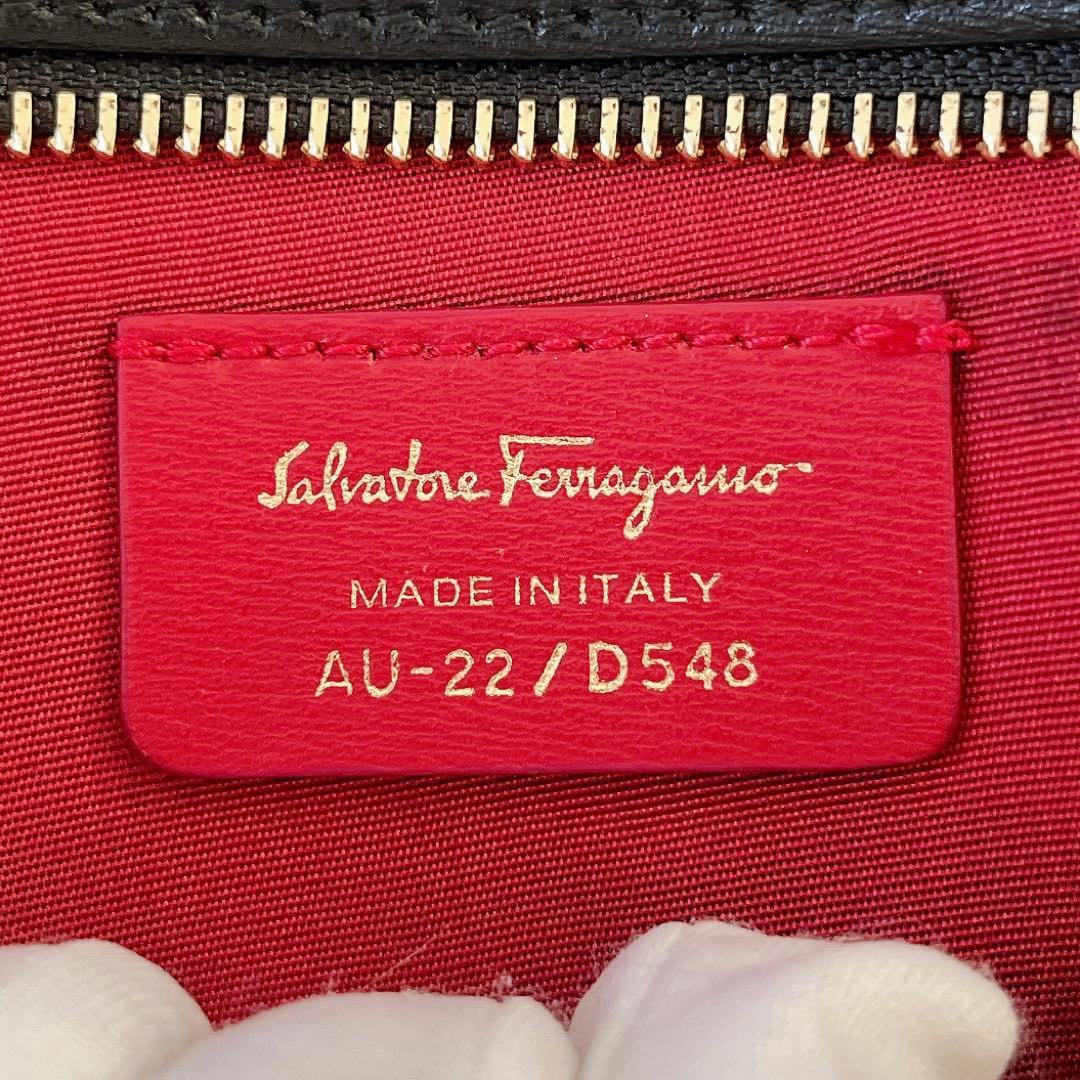 Salvatore Ferragamo
MADE IN ITALY
AU-22/D548